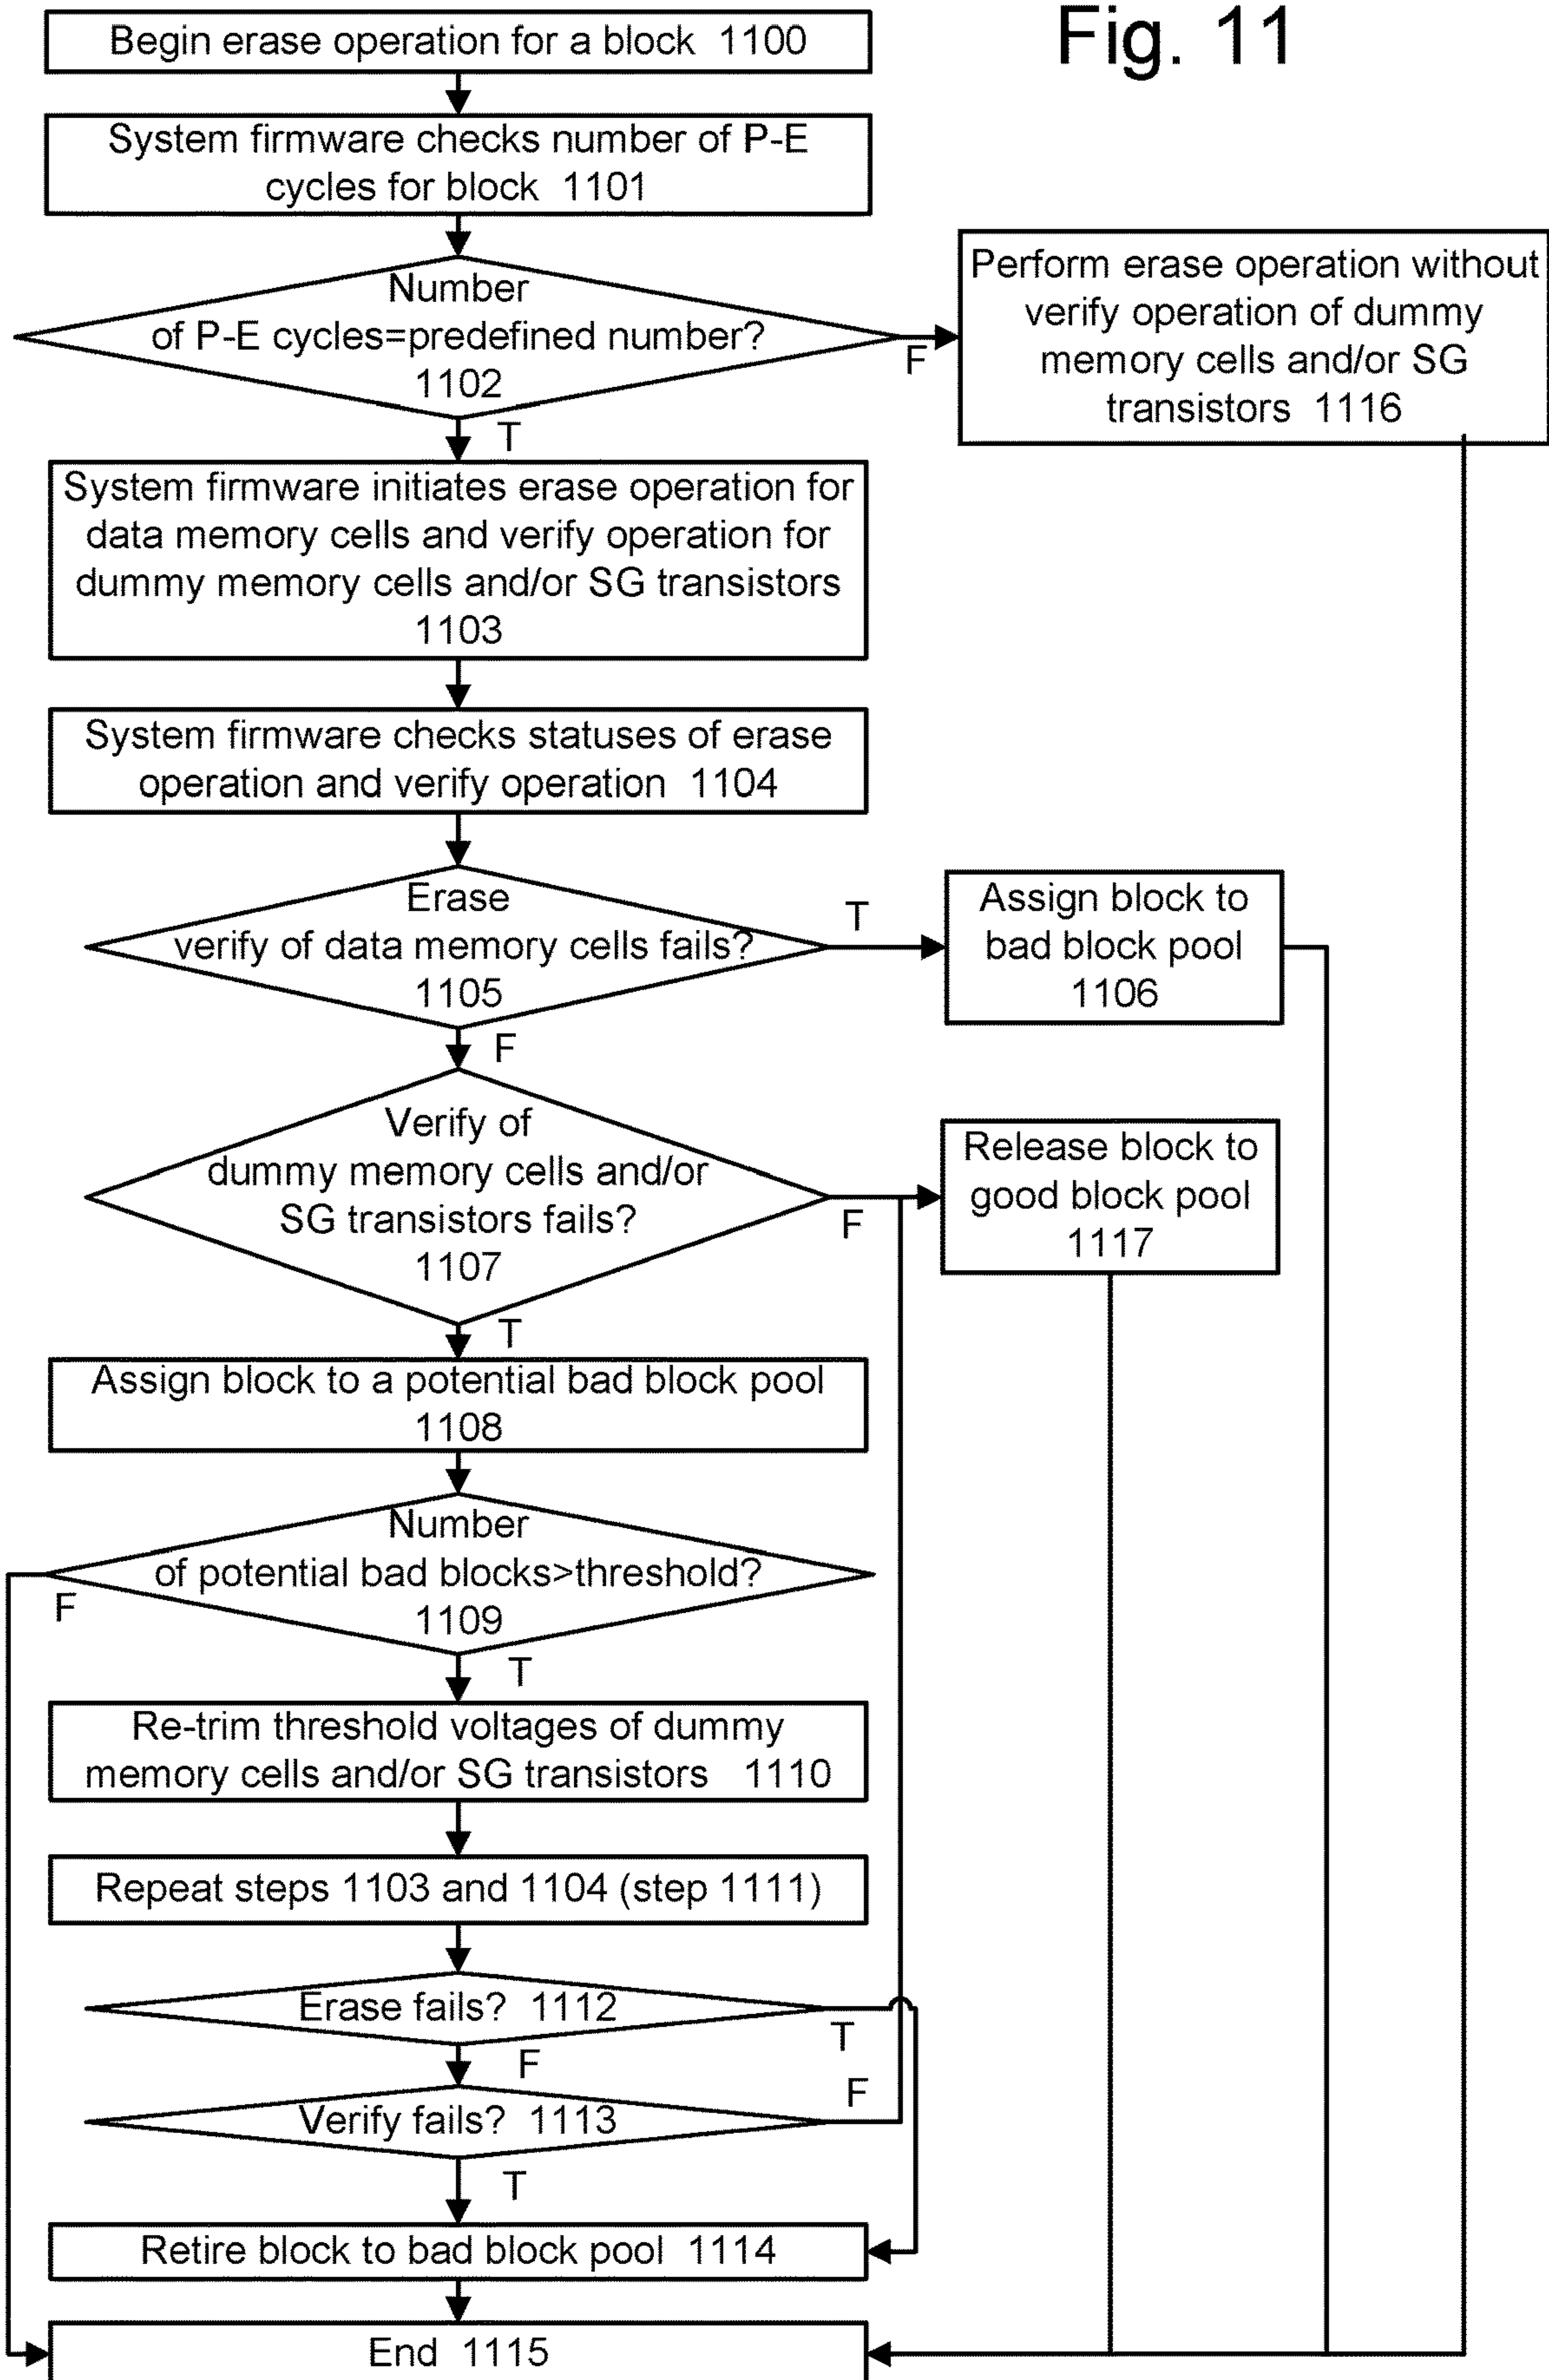 Fig. 11
Begin erase operation for a block 1100
System firmware checks number of P-E
cycles for block 1101
Number
of P-E cycles=predefined number?
1102
F
T
Perform erase operation without
verify operation of dummy
memory cells and/or SG
transistors 1116
System firmware initiates erase operation for
data memory cells and verify operation for
dummy memory cells and/or SG transistors
1103
System firmware checks statuses of erase
operation and verify operation 1104
Erase
verify of data memory cells fails?
1105
T
F
Assign block to
bad block pool
1106
Verify of
dummy memory cells and/or
SG transistors fails?
1107
F
T
Release block to
good block pool
1117
Assign block to a potential bad block pool
1108
Number
of potential bad blocks>threshold?
1109
F
T
Re-trim threshold voltages of dummy
memory cells and/or SG transistors 1110
Repeat steps 1103 and 1104 (step 1111)
Erase fails? 1112
T
F
Verify fails? 1113
F
T
Retire block to bad block pool 1114
End 1115